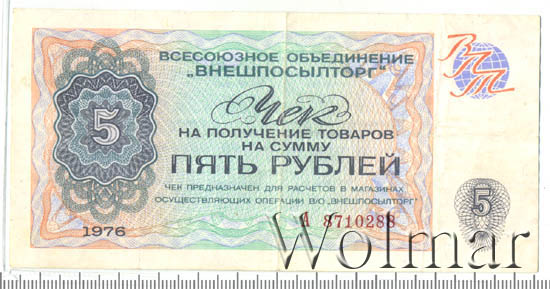 ВСЕСОЮЗНОЕ ОБЪЕДИНЕНИЕ
„ВНЕШПОСЫЛТОРГ"
ВПТ
Чек
НА ПОЛУЧЕНИЕ ТОВАРОВ
НА СУММУ
5
ПЯТЬ РУБЛЕЙ
ЧЕК ПРЕДНАЗНАЧЕН ДЛЯ РАСЧЕТОВ В МАГАЗИНАХ
ОСУЩЕСТВЛЯЮЩИХ ОПЕРАЦИИ В/О „ВНЕШПОСЫЛТОРГ"
5
А 8710288
1976
Wolmar